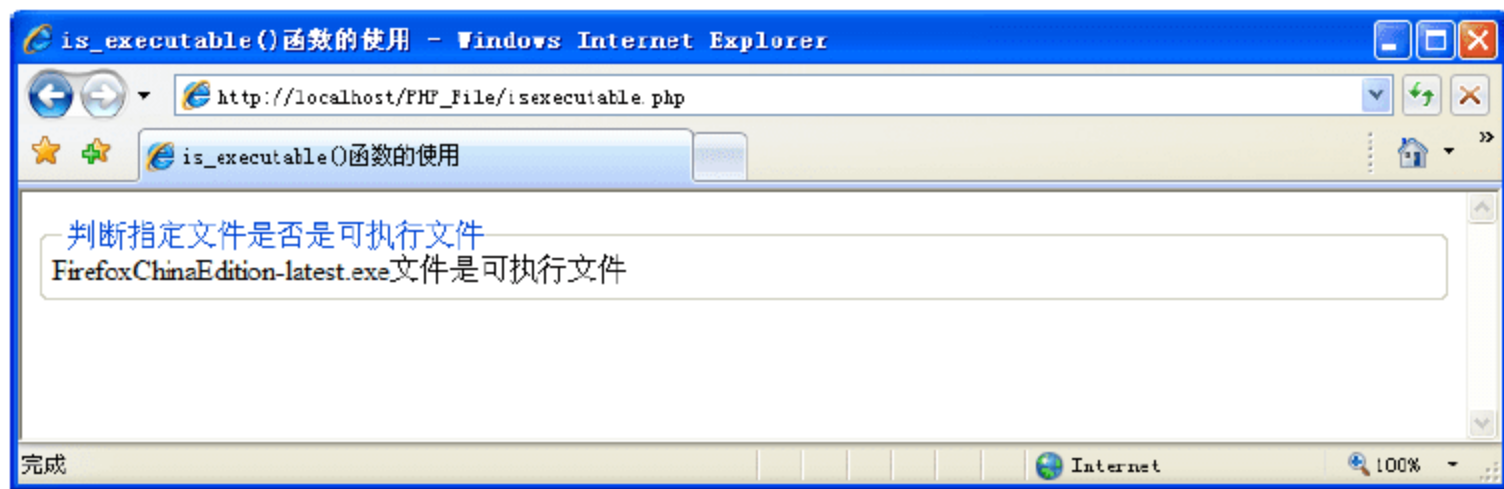 is_executable()函数的使用 - Windows Internet Explorer
http://localhost/PHP_File/isexecutable.php
is_executable()函数的使用
判断指定文件是否是可执行文件
FirefoxChinaEdition-latest.exe文件是可执行文件
完成
Internet
100%